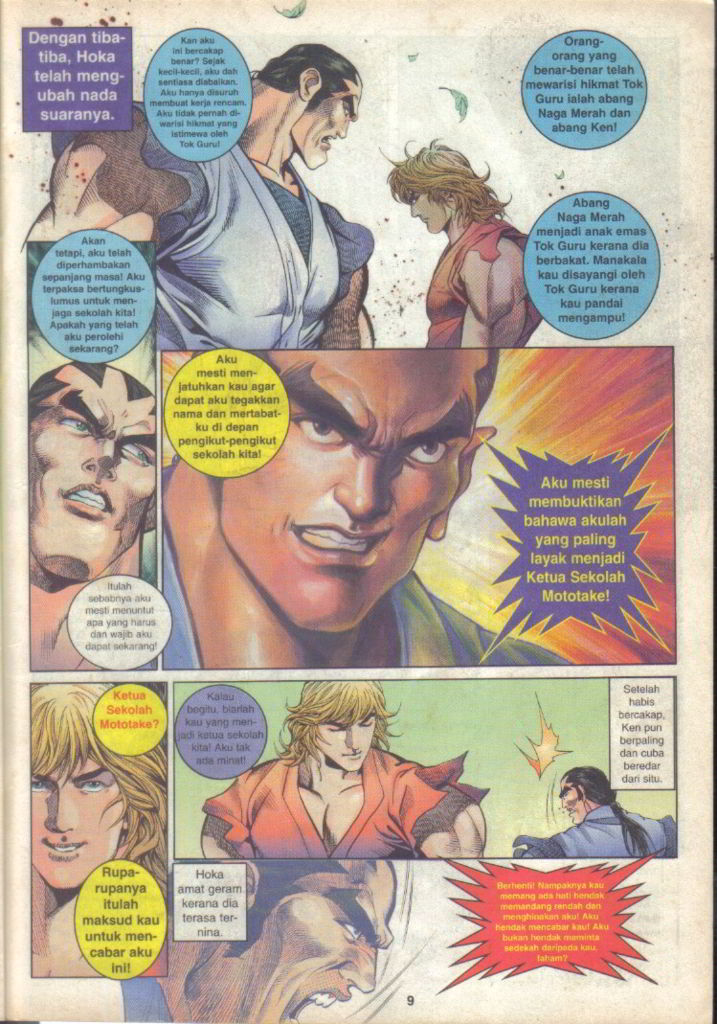 Dengan tiba-
tiba, Hoka
telah meng-
ubah nada
suaranya.
Kan aku
ini bercakap
benar? Sejak
kecil-kecil, aku dah
sentiasa diabaikan.
Aku hanya disuruh
membuat kerja rencam.
Aku tidak pernah di-
warisi hikmat yang
istimewa oleh
Tok Guru!
Orang-
orang yang
benar-benar telah
mewarisi hikmat Tok
Guru ialah abang
Naga Merah dan
abang Ken!
Abang
Naga Merah
menjadi anak emas
Tok Guru kerana dia
berbakat. Manakala
kau disayangi oleh
Tok Guru kerana
kau pandai
mengampu!
Akan
tetapi, aku telah
diperhambakan
sepanjang masa! Aku
terpaksa bertungkus-
lumus untuk men-
jaga sekolah kita!
Apakah yang telah
aku perolehi
sekarang?
Itulah
sebabnya aku
mesti menuntut
apa yang harus
dan wajib aku
dapat sekarang!
Aku
mesti men-
jatuhkan kau agar
dapat aku tegakkan
nama dan mertabat-
ku di depan
pengikut-pengikut
sekolah kita!
Aku mesti
membuktikan
bahawa akulah
yang paling
layak menjadi
Ketua Sekolah
Mototake!
Ketua
Sekolah
Mototake?
Rupa-
rupanya
itulah
maksud kau
untuk men-
cabar aku
ini!
Kalau
begitu, biarlah
kau yang men-
jadi ketua sekolah
kita! Aku tak
ada minat!
Setelah
habis
bercakap,
Ken pun
berpaling
dan cuba
beredar
dari situ.
Hoka
amat geram
kerana dia
terasa ter-
nina.
Berhenti! Nampaknya kau
memang ada hati hendak
memandang rendah dan
menghinakan aku! Aku
hendak mencabar kau! Aku
bukan hendak meminta
sedekah daripada kau,
faham?
9